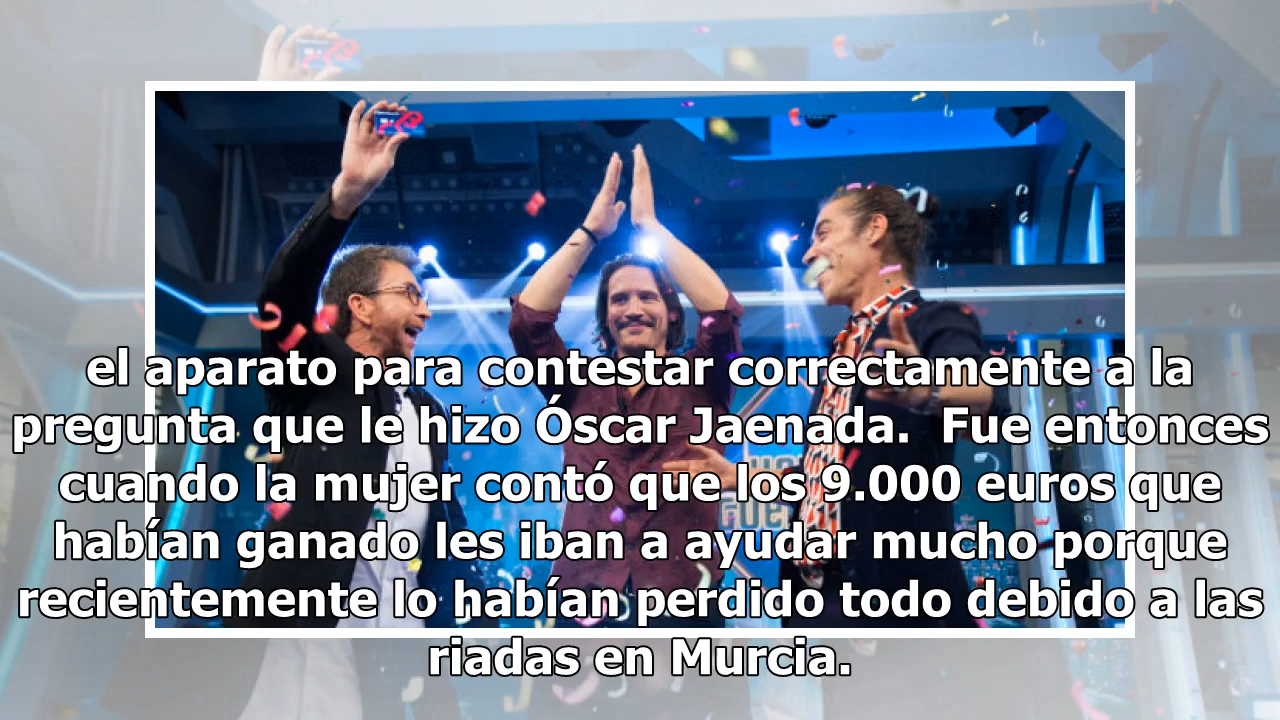 el aparato para contestar correctamente a la
pregunta que le hizo Óscar Jaenada.  Fue entonces
cuando la mujer contó que los 9.000 euros que
habían ganado les iban a ayudar mucho porque
recientemente lo habían perdido todo debido a las
riadas en Murcia.